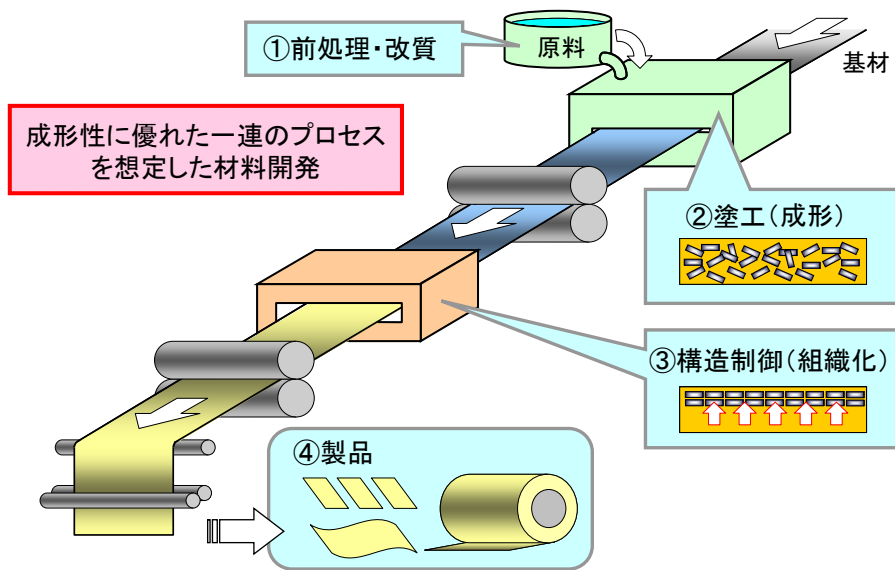 ①前処理・改質
原料
基材
成形性に優れた一連のプロセス
を想定した材料開発
②塗工(成形)
③構造制御(組織化)
④製品